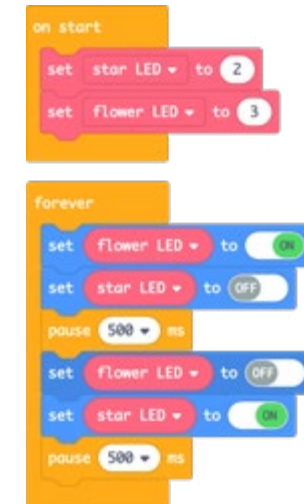 on start
set star LED to 2
set flower LED to 3
forever
set flower LED to ON
set star LED to OFF
pause 500 ms
set flower LED to OFF
set star LED to ON
pause 500 ms